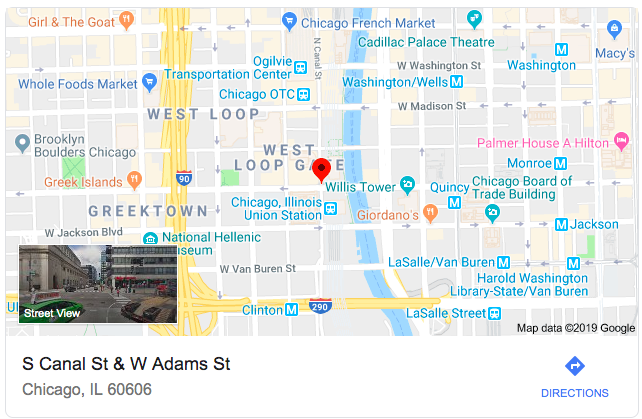 Girl & The Goat
Chicago French Market
Cadillac Palace Theatre
Macy's
Ogilvie
Transportation Center
N Canal St
W Washington St
Washington
Whole Foods Market
Washington/Wells
Chicago OTC
W Madison St
WEST LOOP
Brooklyn
Boulders Chicago
WEST
LOOP GATE
Palmer House A Hilton
Monroe
Greek Islands
90
Willis Tower
Quincy
Chicago Board of
Trade Building
GREEKTOWN
Chicago, Illinois
Union Station
Giordano's
Jackson
W Jackson Blvd
National Hellenic
Museum
W Van Buren St
LaSalle/Van Buren
Harold Washington
Library-State/Van Buren
Street View
Clinton
290
LaSalle Street
Map data ©2019 Google
S Canal St & W Adams St
Chicago, IL 60606
DIRECTIONS